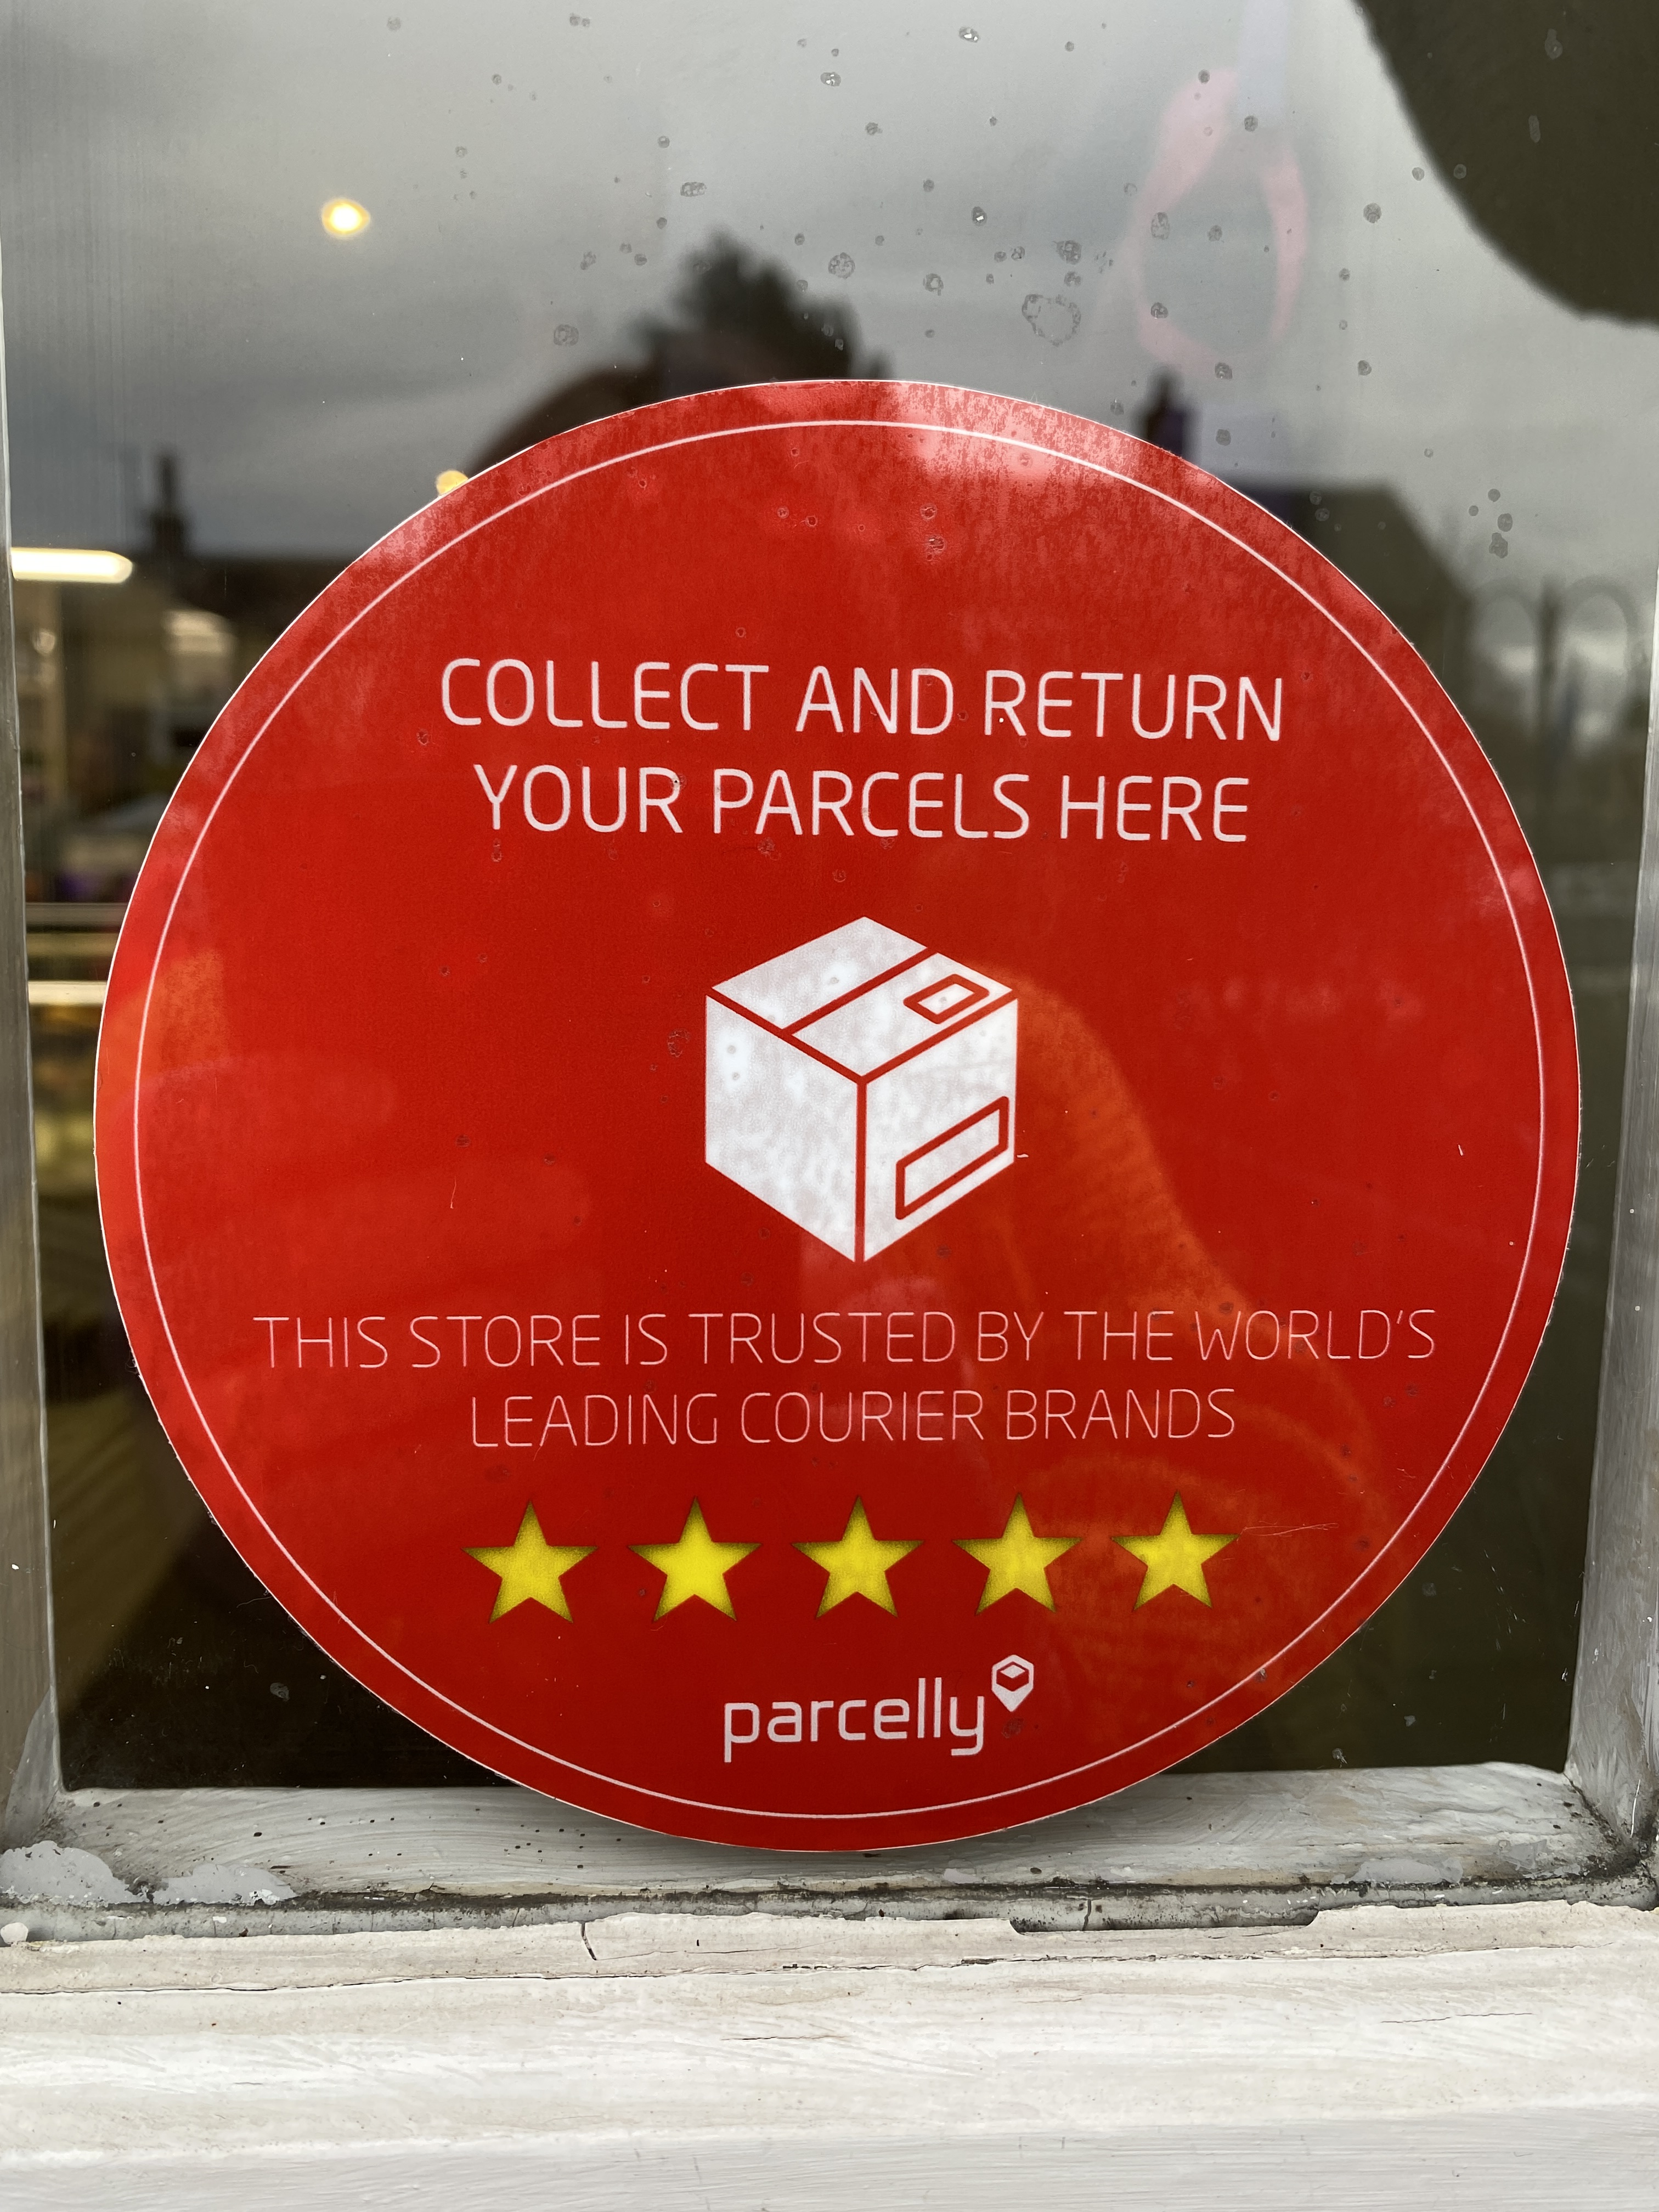 COLLECT AND RETURN
YOUR PARCELS HERE
THIS STORE IS TRUSTED BY THE WORLD'S
LEADING COURIER BRANDS
parcelly